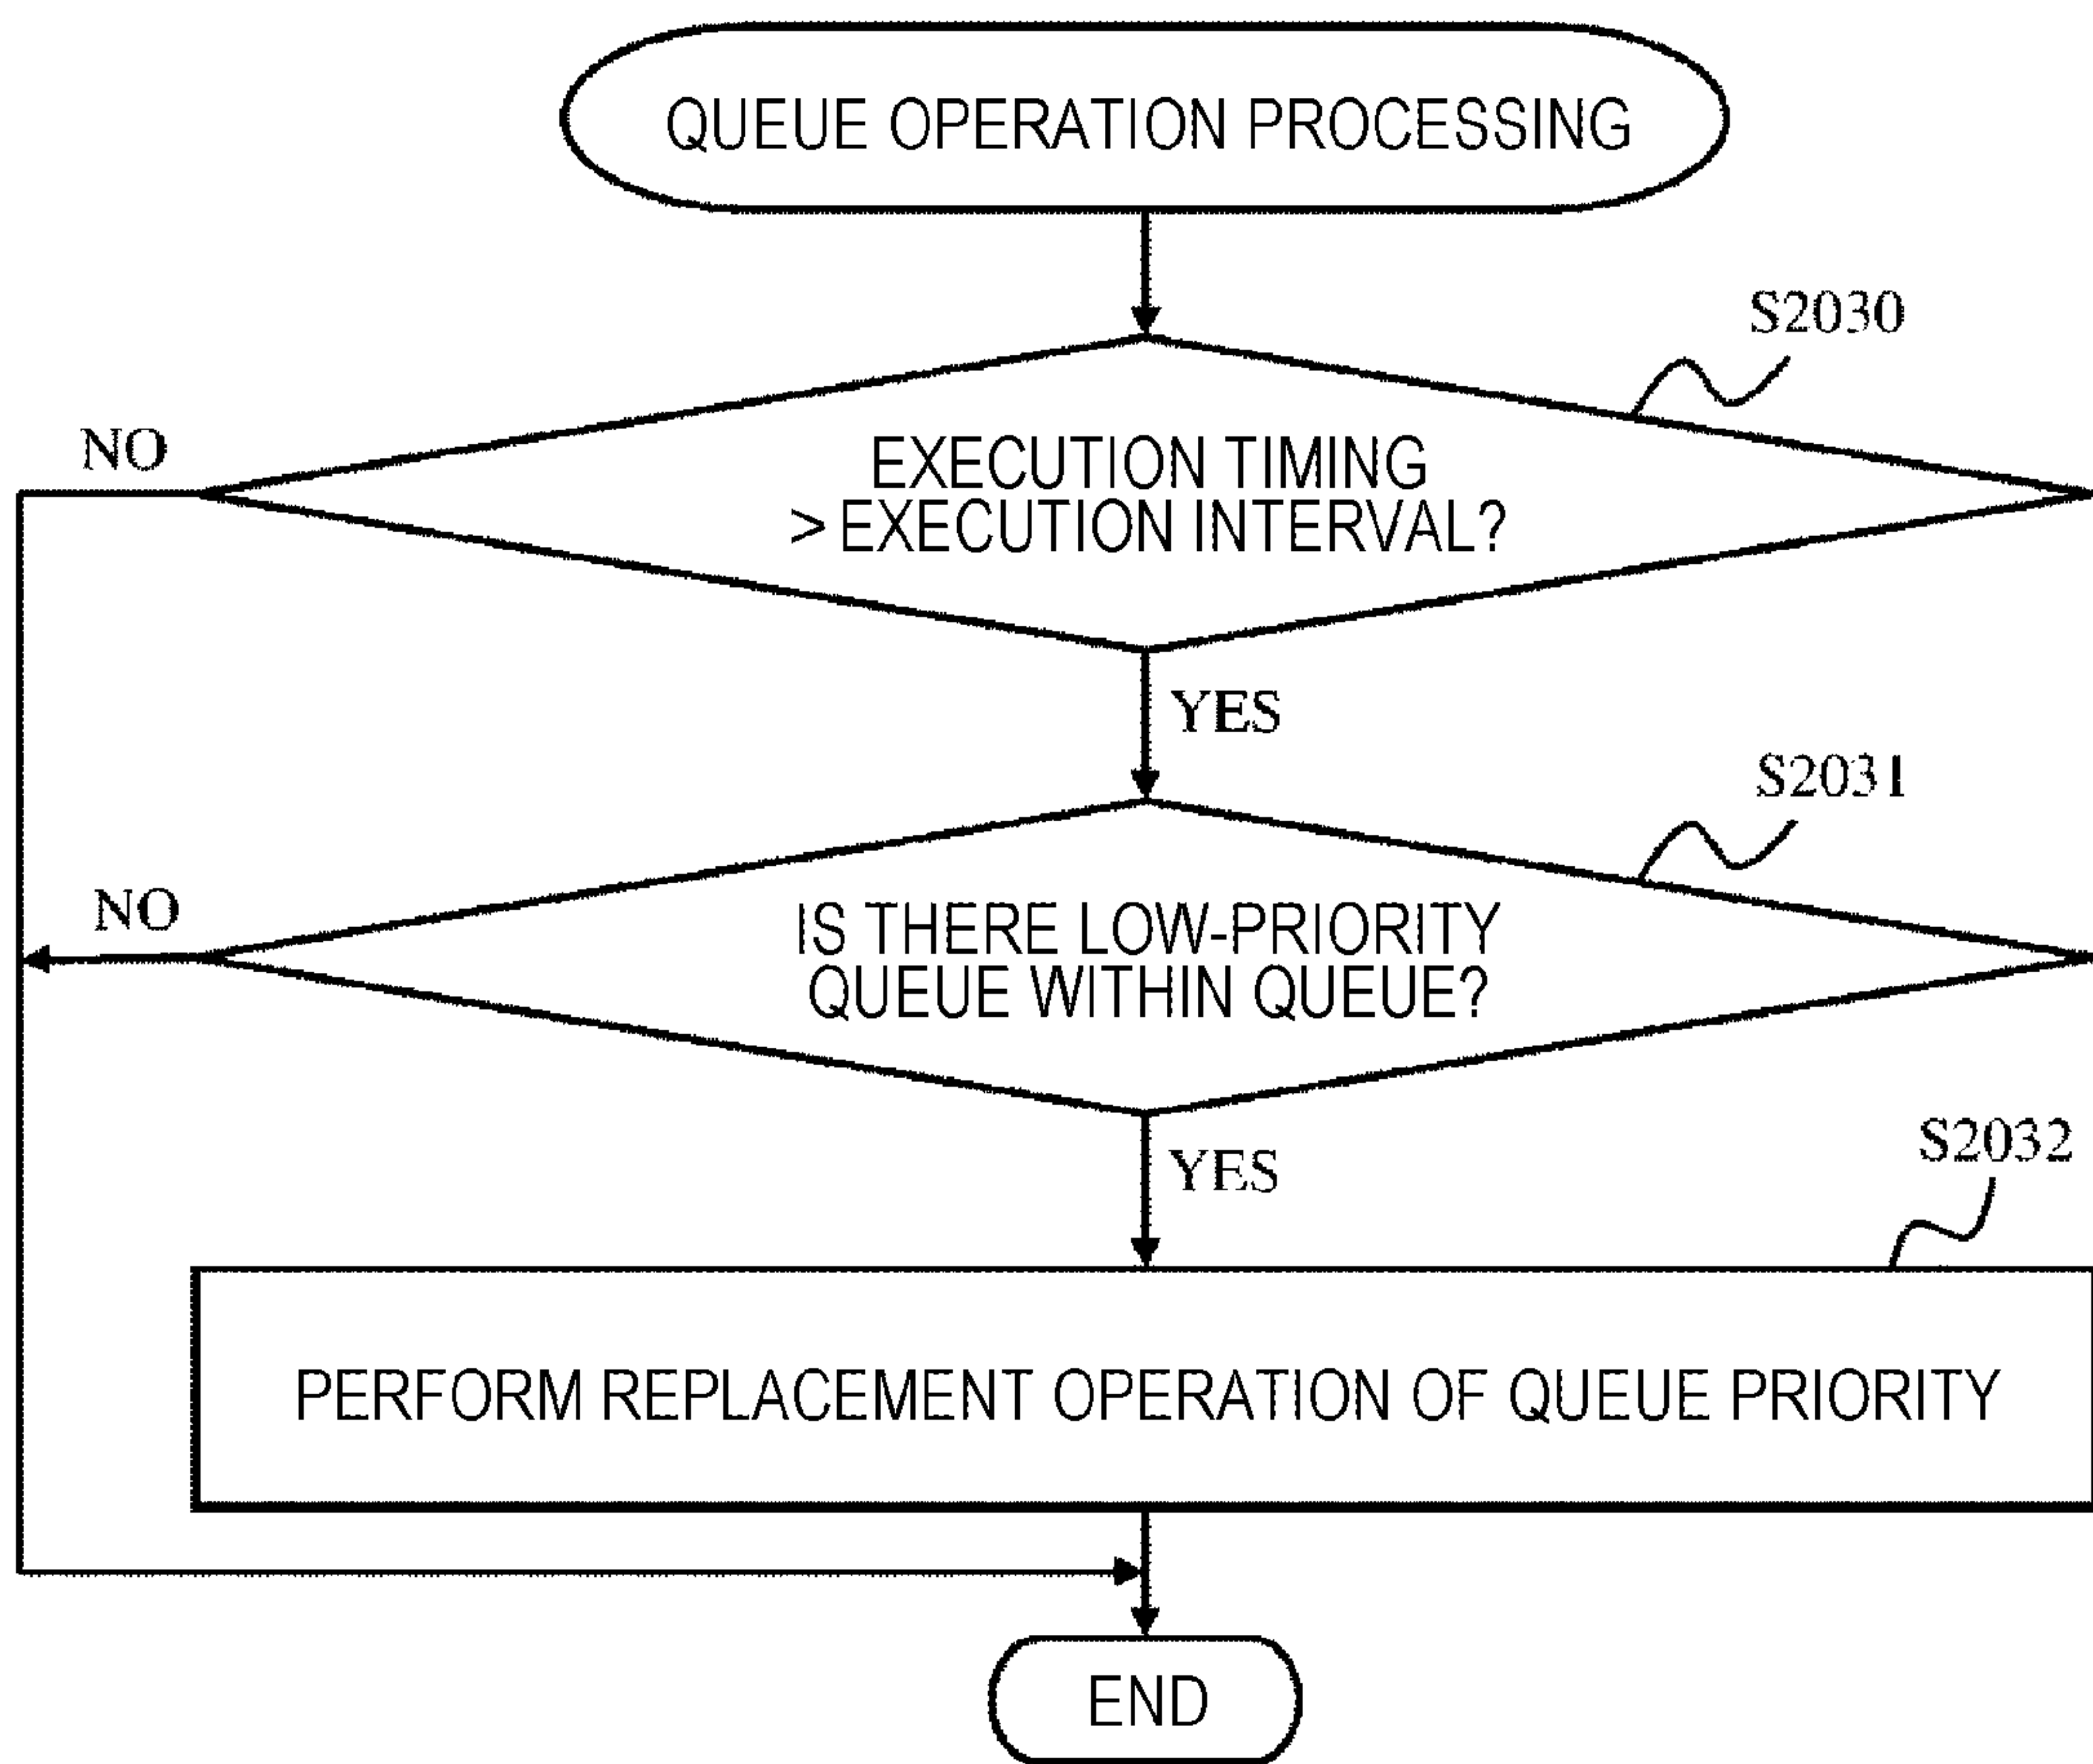 QUEUE OPERATION PROCESSING
S2030
NO
EXECUTION TIMING
> EXECUTION INTERVAL?
YES
S2031
NO
IS THERE LOW-PRIORITY
QUEUE WITHIN QUEUE?
YES
S2032
PERFORM REPLACEMENT OPERATION OF QUEUE PRIORITY
END